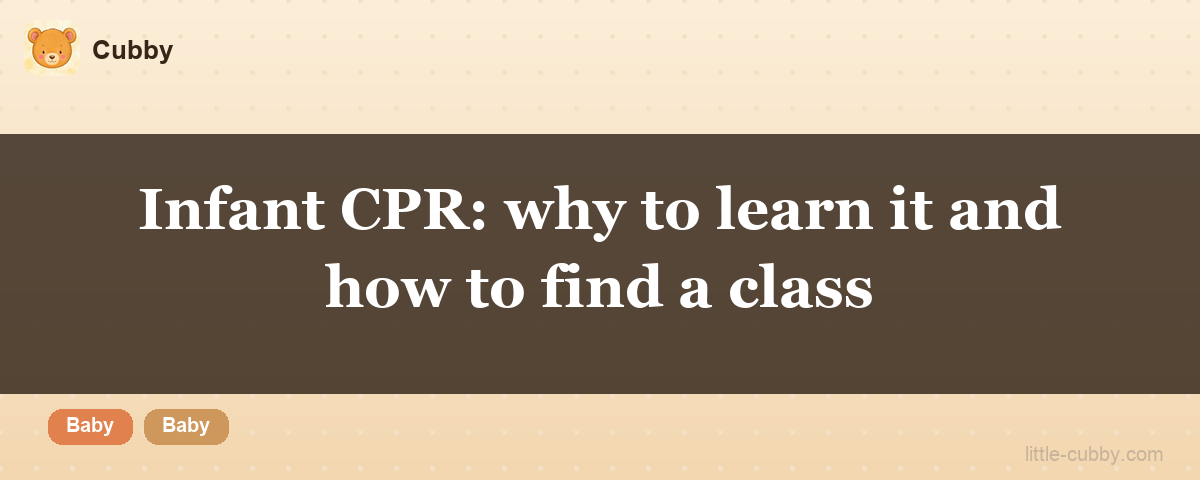 Cubby
Infant CPR: why to learn it and
how to find a class
Baby
Baby
little-cubby.com